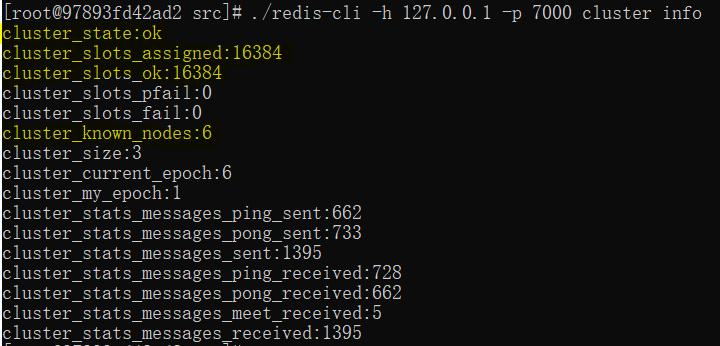 [root@97893fd42ad2 src]# ./redis-cli -h 127.0.0.1 -p 7000 cluster info
cluster_state:ok
cluster_slots_assigned:16384
cluster_slots_ok:16384
cluster_slots_pfail:0
cluster_slots_fail:0
cluster_known_nodes:6
cluster_size:3
cluster_current_epoch:6
cluster_my_epoch:1
cluster_stats_messages_ping_sent:662
cluster_stats_messages_pong_sent:733
cluster_stats_messages_sent:1395
cluster_stats_messages_ping_received:728
cluster_stats_messages_pong_received:662
cluster_stats_messages_meet_received:5
cluster_stats_messages_received:1395